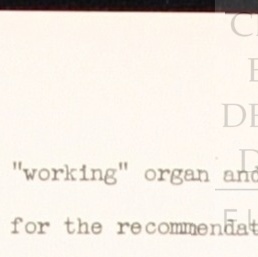 "working" organ and
for the recommendat